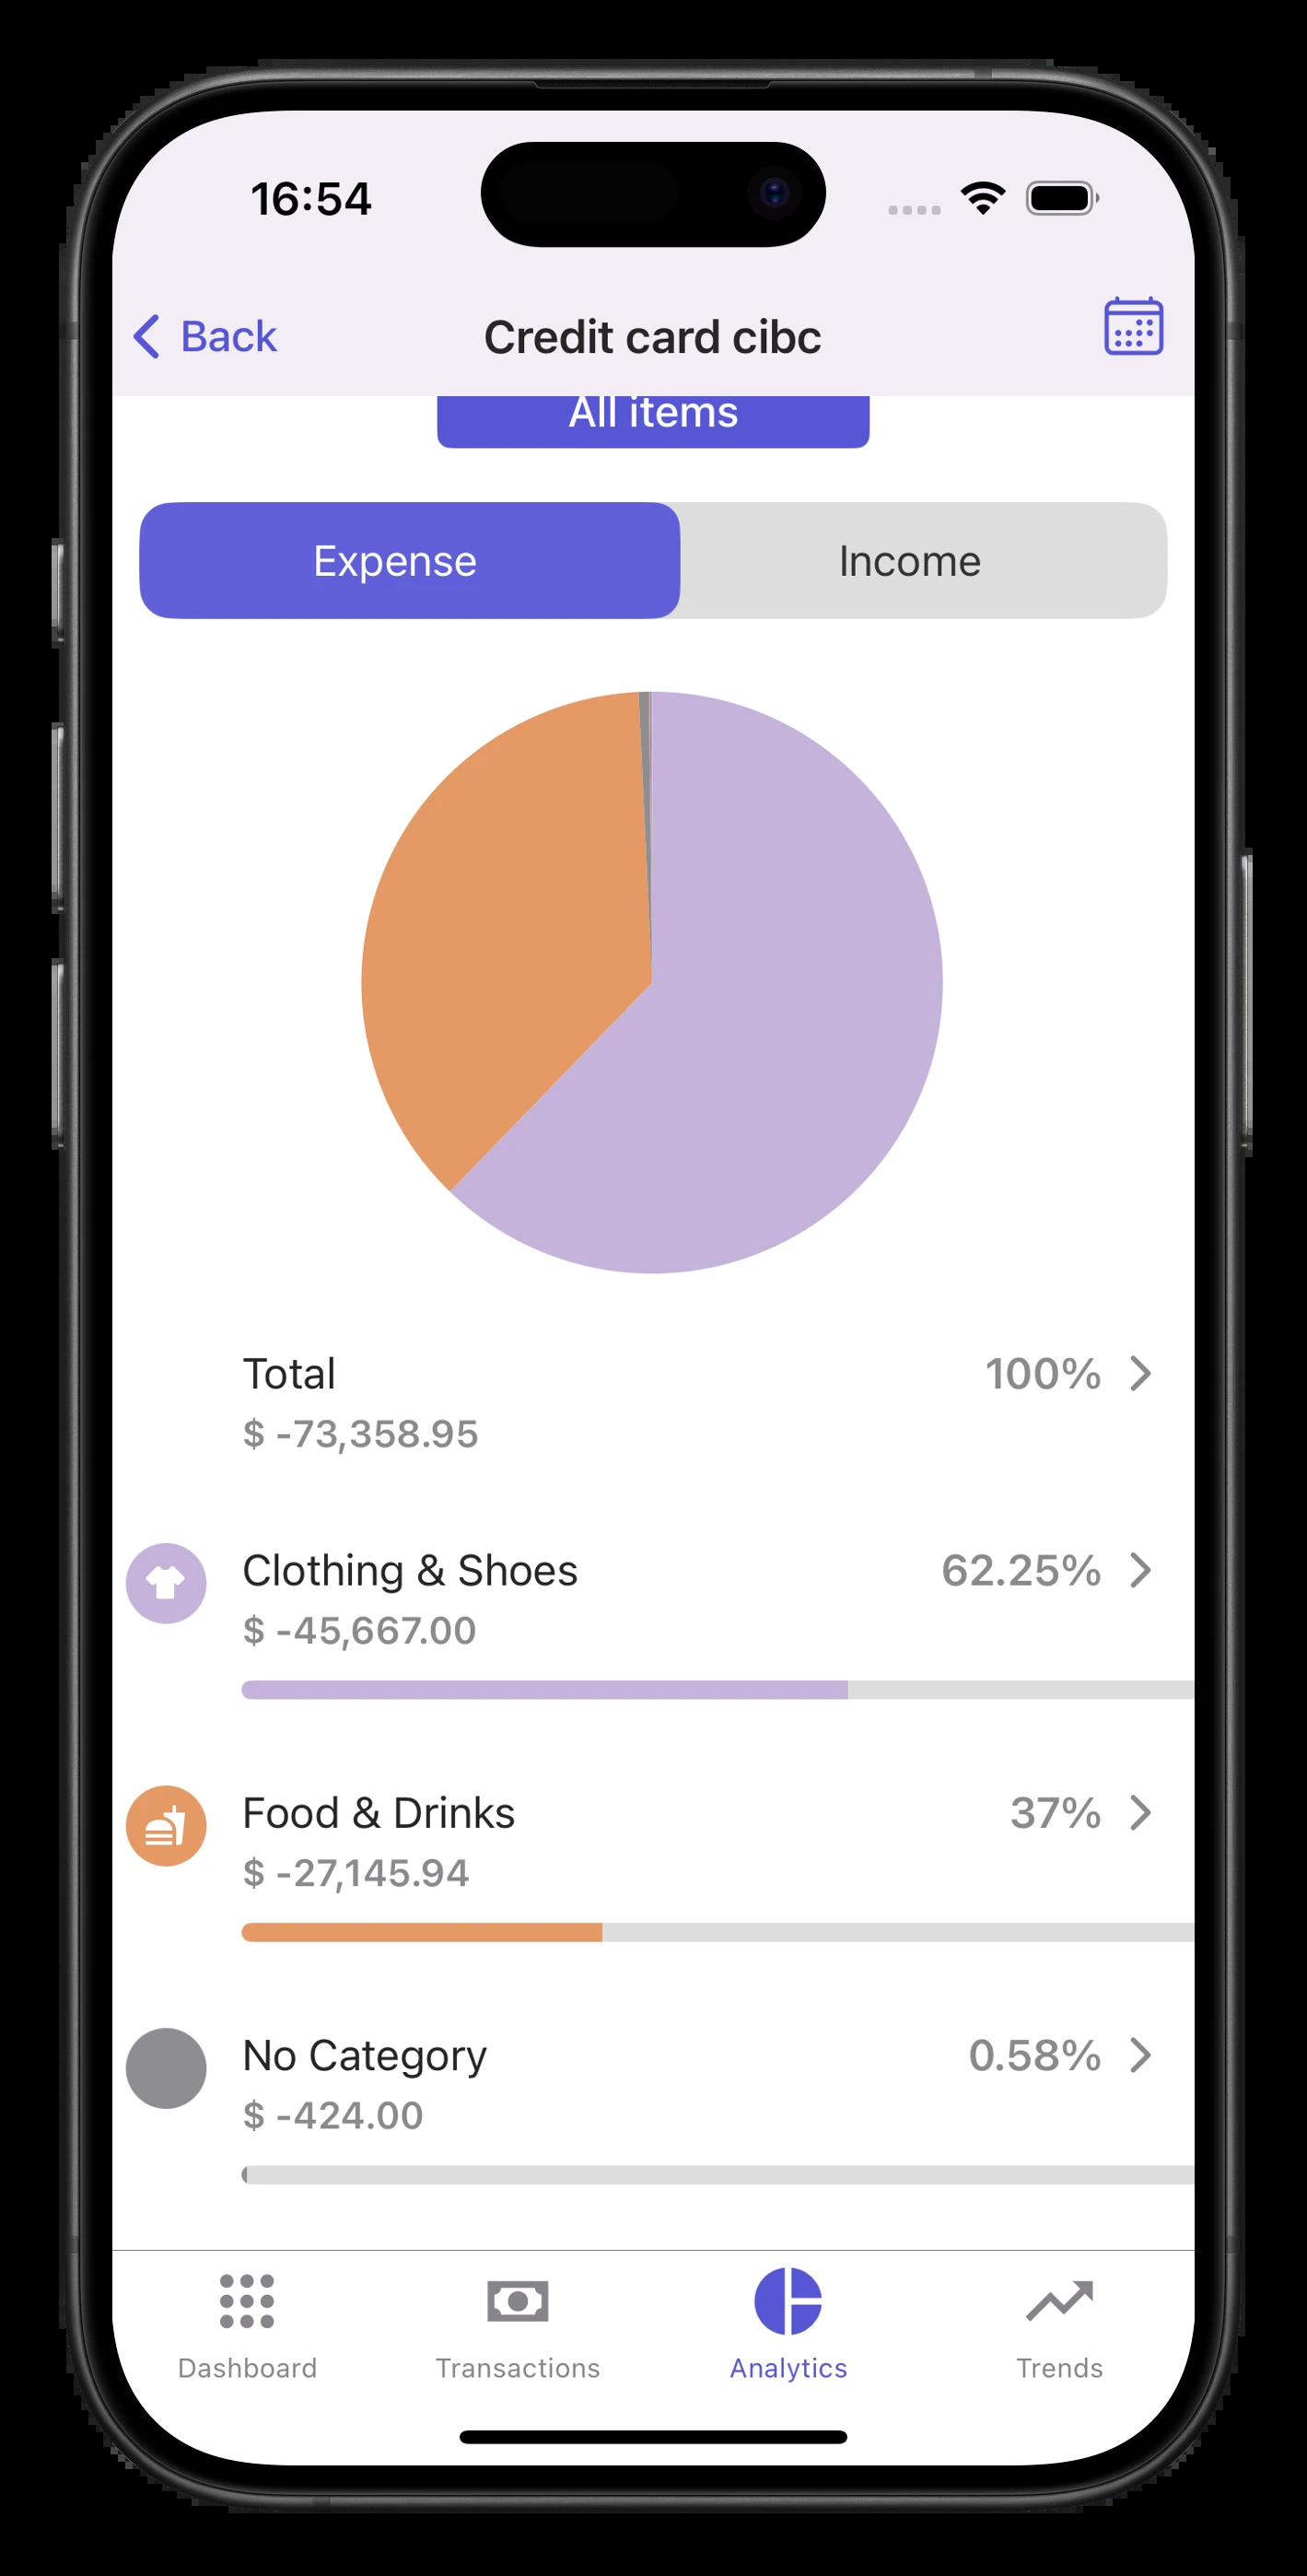 16:54
Back
Credit card cibc
All items
Expense
Income
Total
100%
$ -73,358.95
Clothing & Shoes
62.25%
$ -45,667.00
Food & Drinks
37%
$ -27,145.94
No Category
0.58%
$ -424.00
Dashboard
Transactions
Analytics
Trends